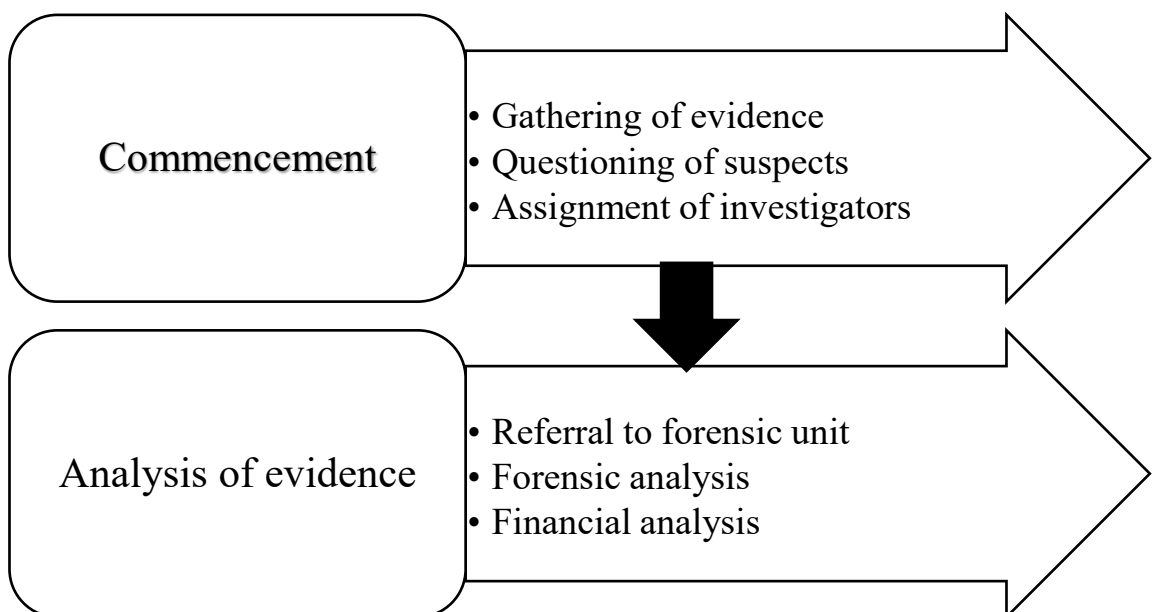 Commencement
• Gathering of evidence
• Questioning of suspects
• Assignment of investigators
Analysis of evidence
• Referral to forensic unit
• Forensic analysis
• Financial analysis